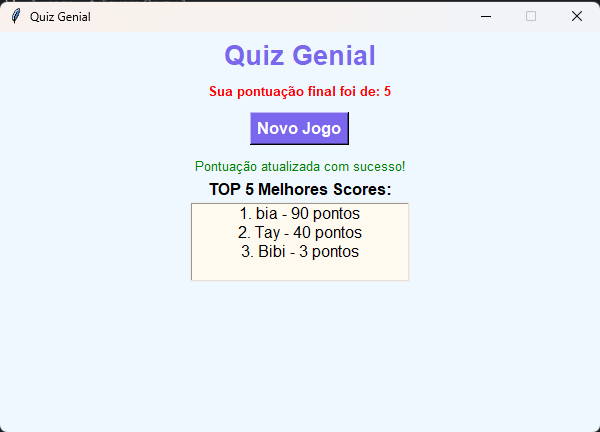 Quiz Genial
Quiz Genial
Sua pontuação final foi de: 5
Novo Jogo
Pontuação atualizada com sucesso!
TOP 5 Melhores Scores:
1. bia - 90 pontos
2. Tay - 40 pontos
3. Bibi - 3 pontos